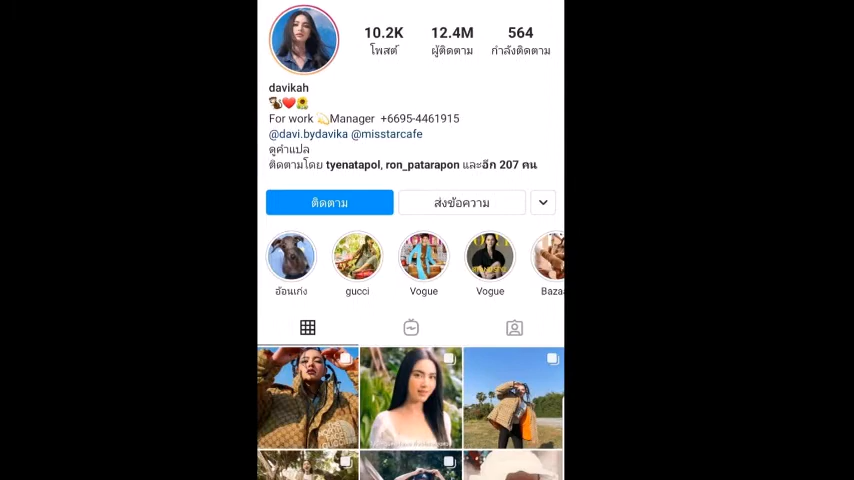 10.2K 12.4M 564
โพสต์ ผู้ติดตาม กำลังติดตาม
davikah
🐒❤️🌻
For work 💫Manager +6695-4461915
@davi.bydavika @misstarcafe
ดูคำแปล
ติดตามโดย tyenatapol, ron_patarapon และอีก 207 คน
ติดตาม ส่งข้อความ
อ้อนเก่ง gucci Vogue Vogue Baza